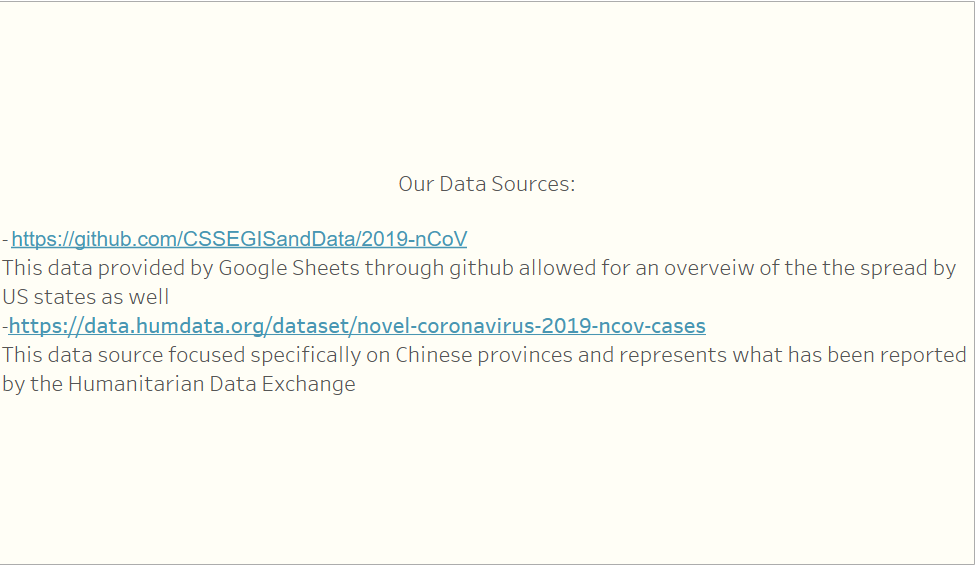 Our Data Sources:
- https://github.com/CSSEGISandData/2019-nCoV
This data provided by Google Sheets through github allowed for an overveiw of the the spread by
US states as well
-https://data.humdata.org/dataset/novel-coronavirus-2019-ncov-cases
This data source focused specifically on Chinese provinces and represents what has been reported
by the Humanitarian Data Exchange